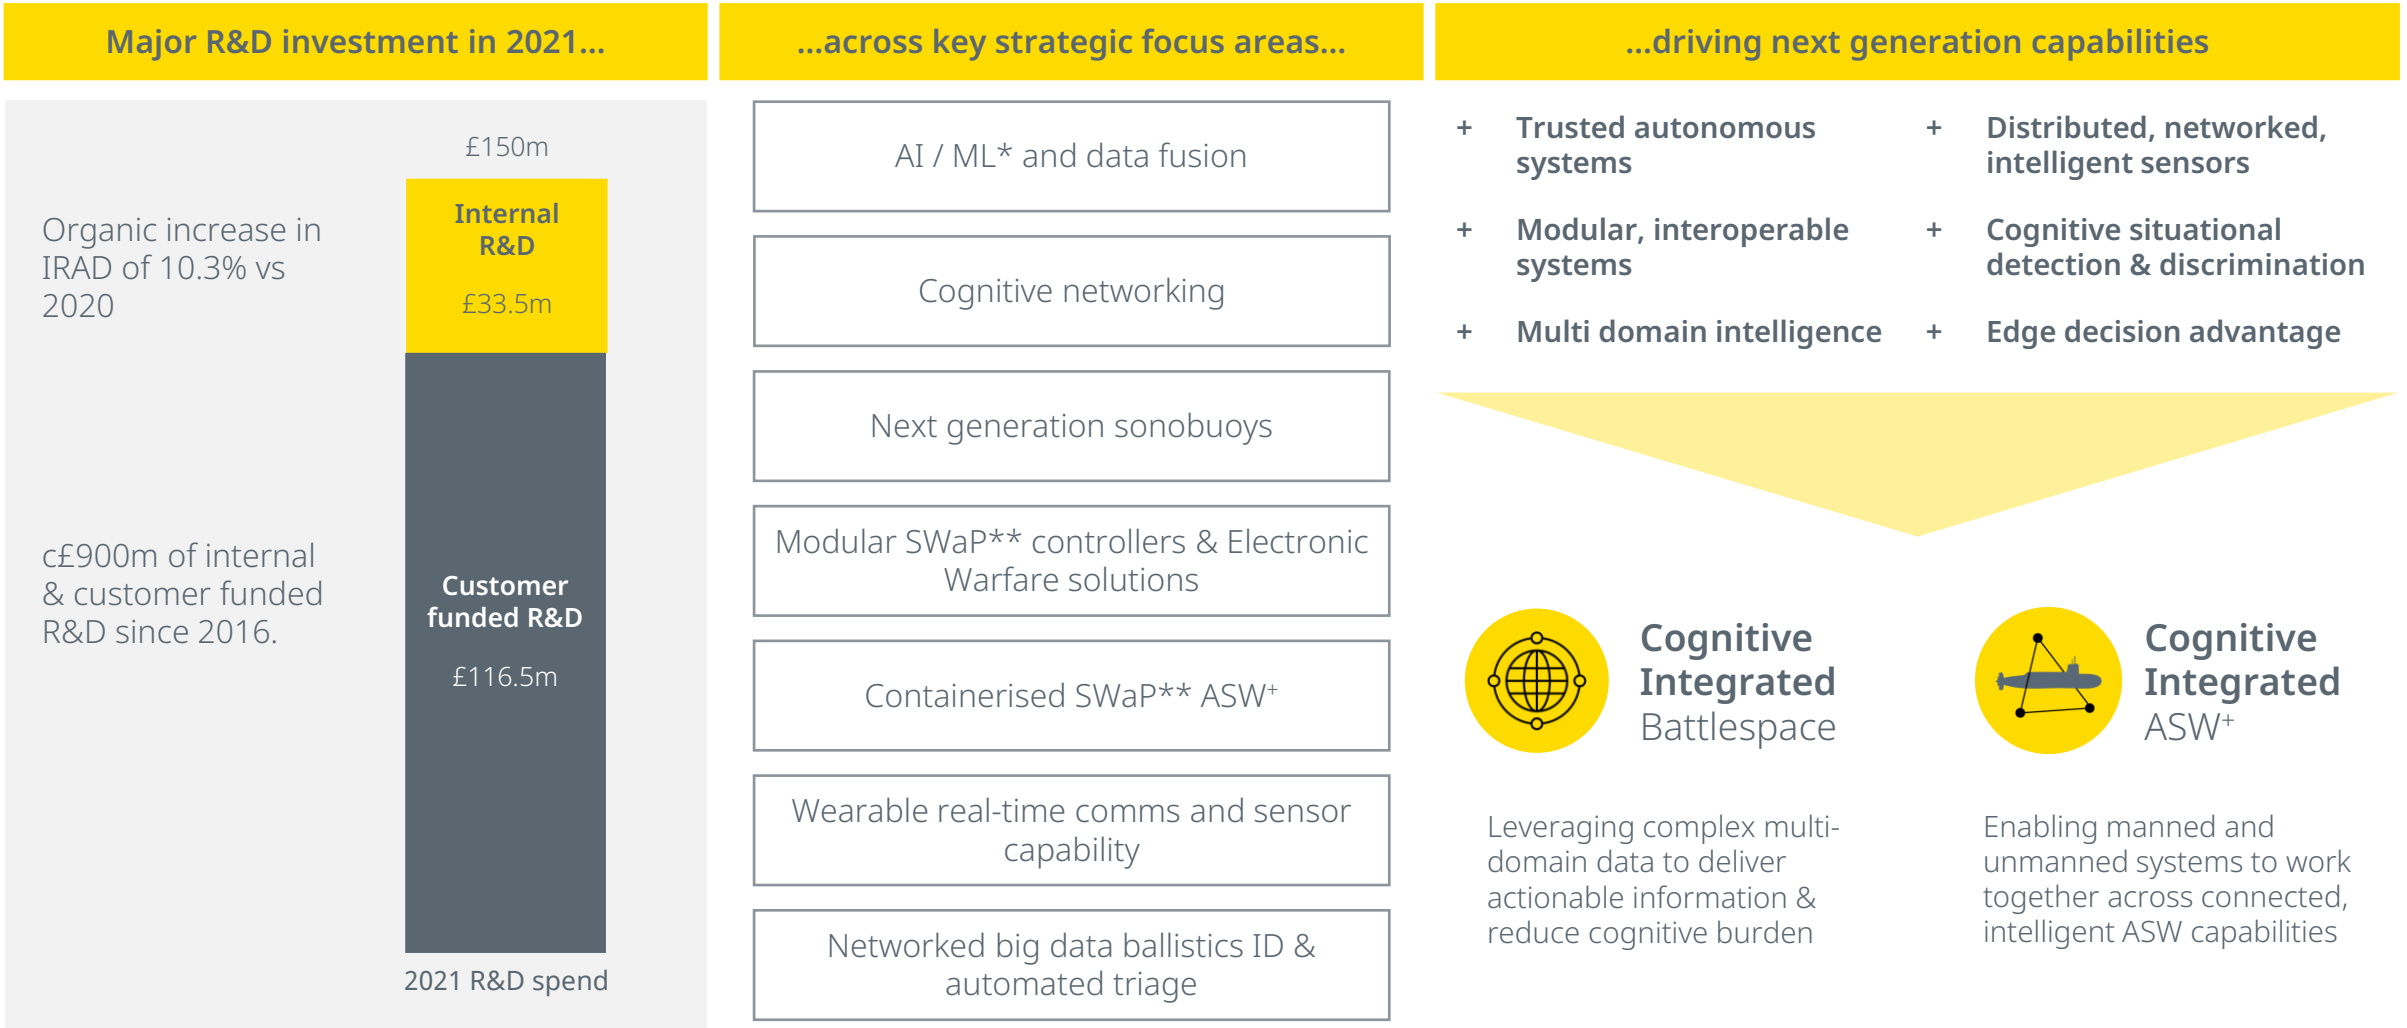 Major R&D investment in 2021...
...across key strategic focus areas...
...driving next generation capabilities
Organic increase in
IRAD of 10.3% vs
2020
c£900m of internal
& customer funded
R&D since 2016.
£150m
Internal
R&D
£33.5m
Customer
funded R&D
£116.5m
2021 R&D spend
AI / ML* and data fusion
Cognitive networking
Next generation sonobuoys
Modular SWaP** controllers & Electronic
Warfare solutions
Containerised SWaP** ASW⁺
Wearable real-time comms and sensor
capability
Networked big data ballistics ID &
automated triage
+ Trusted autonomous
systems
+ Modular, interoperable
systems
+ Multi domain intelligence
+ Distributed, networked,
intelligent sensors
+ Cognitive situational
detection & discrimination
+ Edge decision advantage
Cognitive
Integrated
Battlespace
Leveraging complex multi-
domain data to deliver
actionable information &
reduce cognitive burden
Cognitive
Integrated
ASW⁺
Enabling manned and
unmanned systems to work
together across connected,
intelligent ASW capabilities